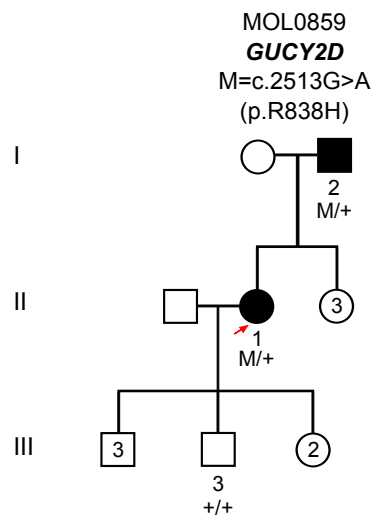 MOL0859
GUCY2D
M=c.2513G>A
(p.R838H)
I
2
M/+
II
3
1
M/+
III
3
2
3
+/+